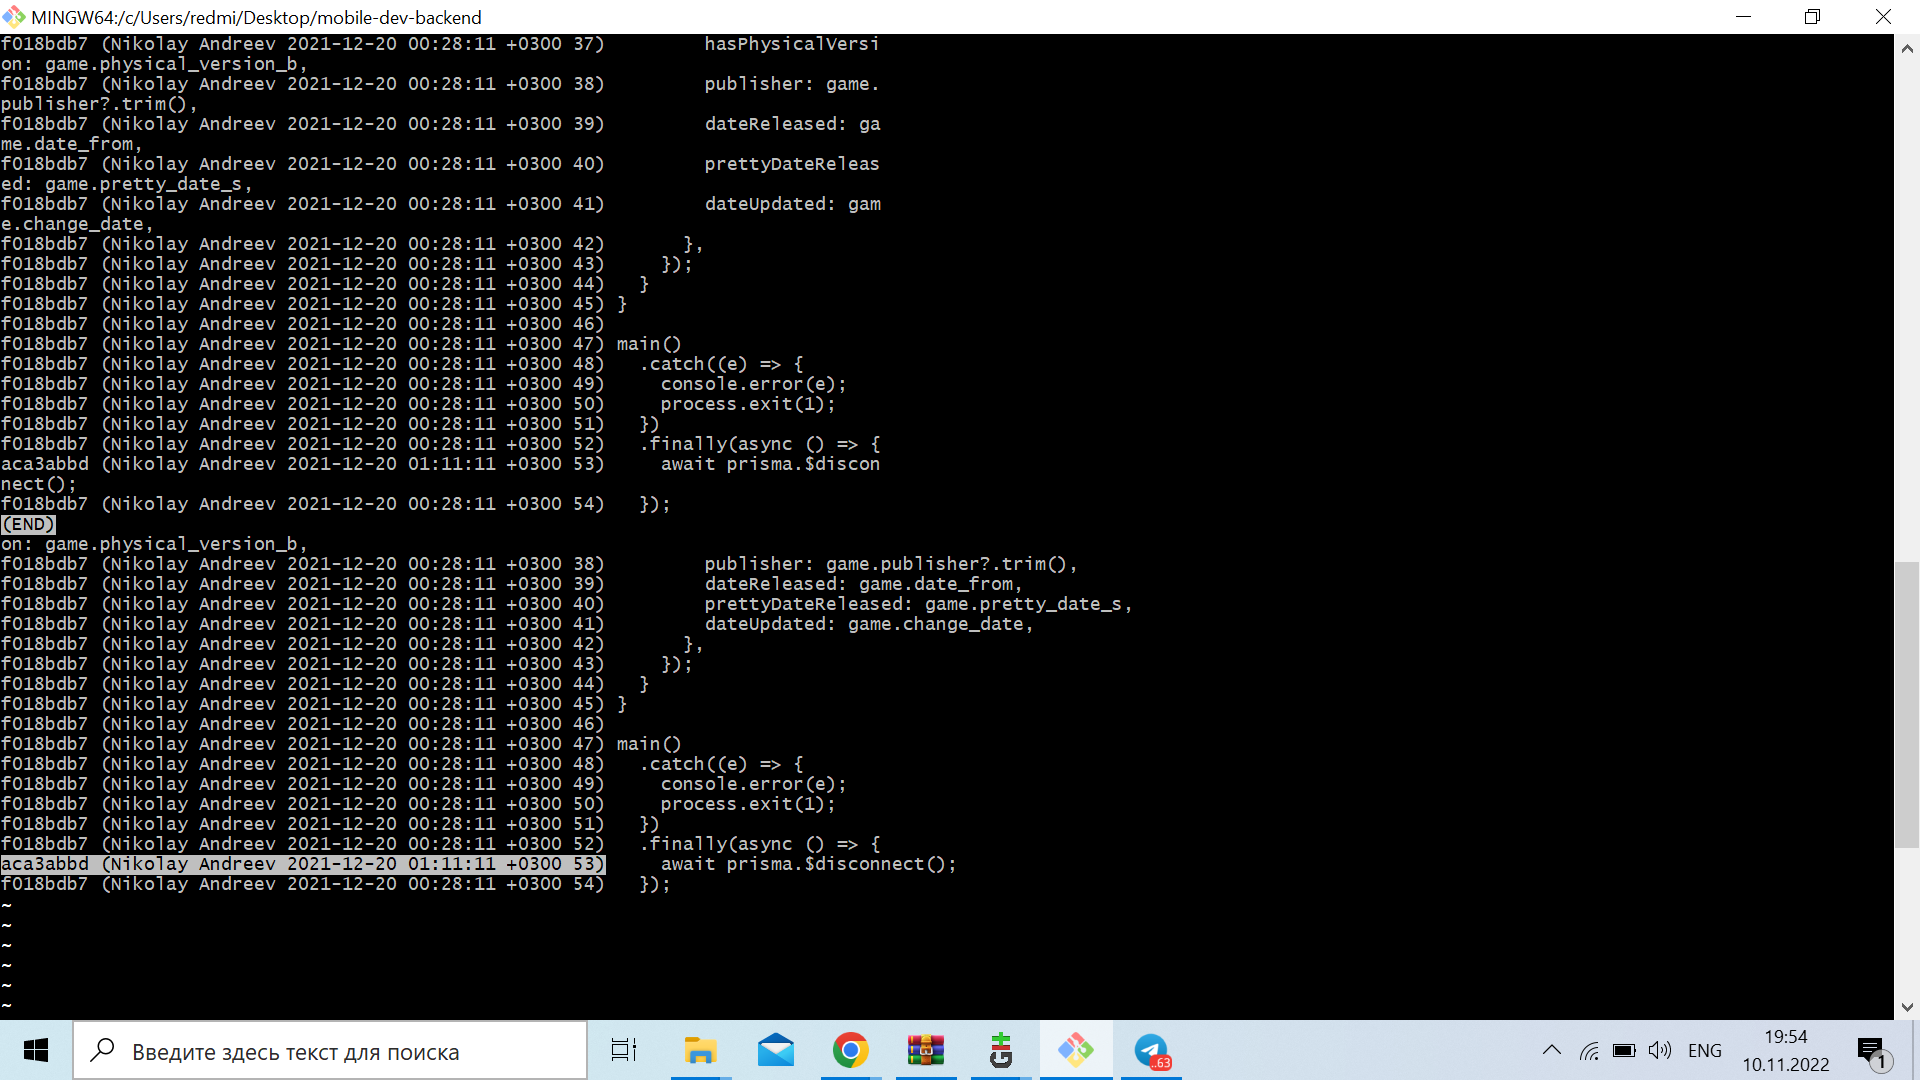 MINGW64:/c/Users/redmi/Desktop/mobile-dev-backend
f018bdb7 (Nikolay Andreev 2021-12-20 00:28:11 +0300 37)         hasPhysicalVersi
on: game.physical_version_b,
f018bdb7 (Nikolay Andreev 2021-12-20 00:28:11 +0300 38)         publisher: game.
publisher?.trim(),
f018bdb7 (Nikolay Andreev 2021-12-20 00:28:11 +0300 39)         dateReleased: ga
me.date_from,
f018bdb7 (Nikolay Andreev 2021-12-20 00:28:11 +0300 40)         prettyDateReleas
ed: game.pretty_date_s,
f018bdb7 (Nikolay Andreev 2021-12-20 00:28:11 +0300 41)         dateUpdated: gam
e.change_date,
f018bdb7 (Nikolay Andreev 2021-12-20 00:28:11 +0300 42)       },
f018bdb7 (Nikolay Andreev 2021-12-20 00:28:11 +0300 43)     });
f018bdb7 (Nikolay Andreev 2021-12-20 00:28:11 +0300 44)   }
f018bdb7 (Nikolay Andreev 2021-12-20 00:28:11 +0300 45) }
f018bdb7 (Nikolay Andreev 2021-12-20 00:28:11 +0300 46)
f018bdb7 (Nikolay Andreev 2021-12-20 00:28:11 +0300 47) main()
f018bdb7 (Nikolay Andreev 2021-12-20 00:28:11 +0300 48)   .catch((e) => {
f018bdb7 (Nikolay Andreev 2021-12-20 00:28:11 +0300 49)     console.error(e);
f018bdb7 (Nikolay Andreev 2021-12-20 00:28:11 +0300 50)     process.exit(1);
f018bdb7 (Nikolay Andreev 2021-12-20 00:28:11 +0300 51)   })
f018bdb7 (Nikolay Andreev 2021-12-20 00:28:11 +0300 52)   .finally(async () => {
aca3abbd (Nikolay Andreev 2021-12-20 01:11:11 +0300 53)     await prisma.$discon
nect();
f018bdb7 (Nikolay Andreev 2021-12-20 00:28:11 +0300 54)   });
(END)
on: game.physical_version_b,
f018bdb7 (Nikolay Andreev 2021-12-20 00:28:11 +0300 38)         publisher: game.publisher?.trim(),
f018bdb7 (Nikolay Andreev 2021-12-20 00:28:11 +0300 39)         dateReleased: game.date_from,
f018bdb7 (Nikolay Andreev 2021-12-20 00:28:11 +0300 40)         prettyDateReleased: game.pretty_date_s,
f018bdb7 (Nikolay Andreev 2021-12-20 00:28:11 +0300 41)         dateUpdated: game.change_date,
f018bdb7 (Nikolay Andreev 2021-12-20 00:28:11 +0300 42)       },
f018bdb7 (Nikolay Andreev 2021-12-20 00:28:11 +0300 43)     });
f018bdb7 (Nikolay Andreev 2021-12-20 00:28:11 +0300 44)   }
f018bdb7 (Nikolay Andreev 2021-12-20 00:28:11 +0300 45) }
f018bdb7 (Nikolay Andreev 2021-12-20 00:28:11 +0300 46)
f018bdb7 (Nikolay Andreev 2021-12-20 00:28:11 +0300 47) main()
f018bdb7 (Nikolay Andreev 2021-12-20 00:28:11 +0300 48)   .catch((e) => {
f018bdb7 (Nikolay Andreev 2021-12-20 00:28:11 +0300 49)     console.error(e);
f018bdb7 (Nikolay Andreev 2021-12-20 00:28:11 +0300 50)     process.exit(1);
f018bdb7 (Nikolay Andreev 2021-12-20 00:28:11 +0300 51)   })
f018bdb7 (Nikolay Andreev 2021-12-20 00:28:11 +0300 52)   .finally(async () => {
aca3abbd (Nikolay Andreev 2021-12-20 01:11:11 +0300 53)     await prisma.$disconnect();
f018bdb7 (Nikolay Andreev 2021-12-20 00:28:11 +0300 54)   });
~
~
~
~
~
~
Введите здесь текст для поиска
..63
ENG
19:54
10.11.2022
1